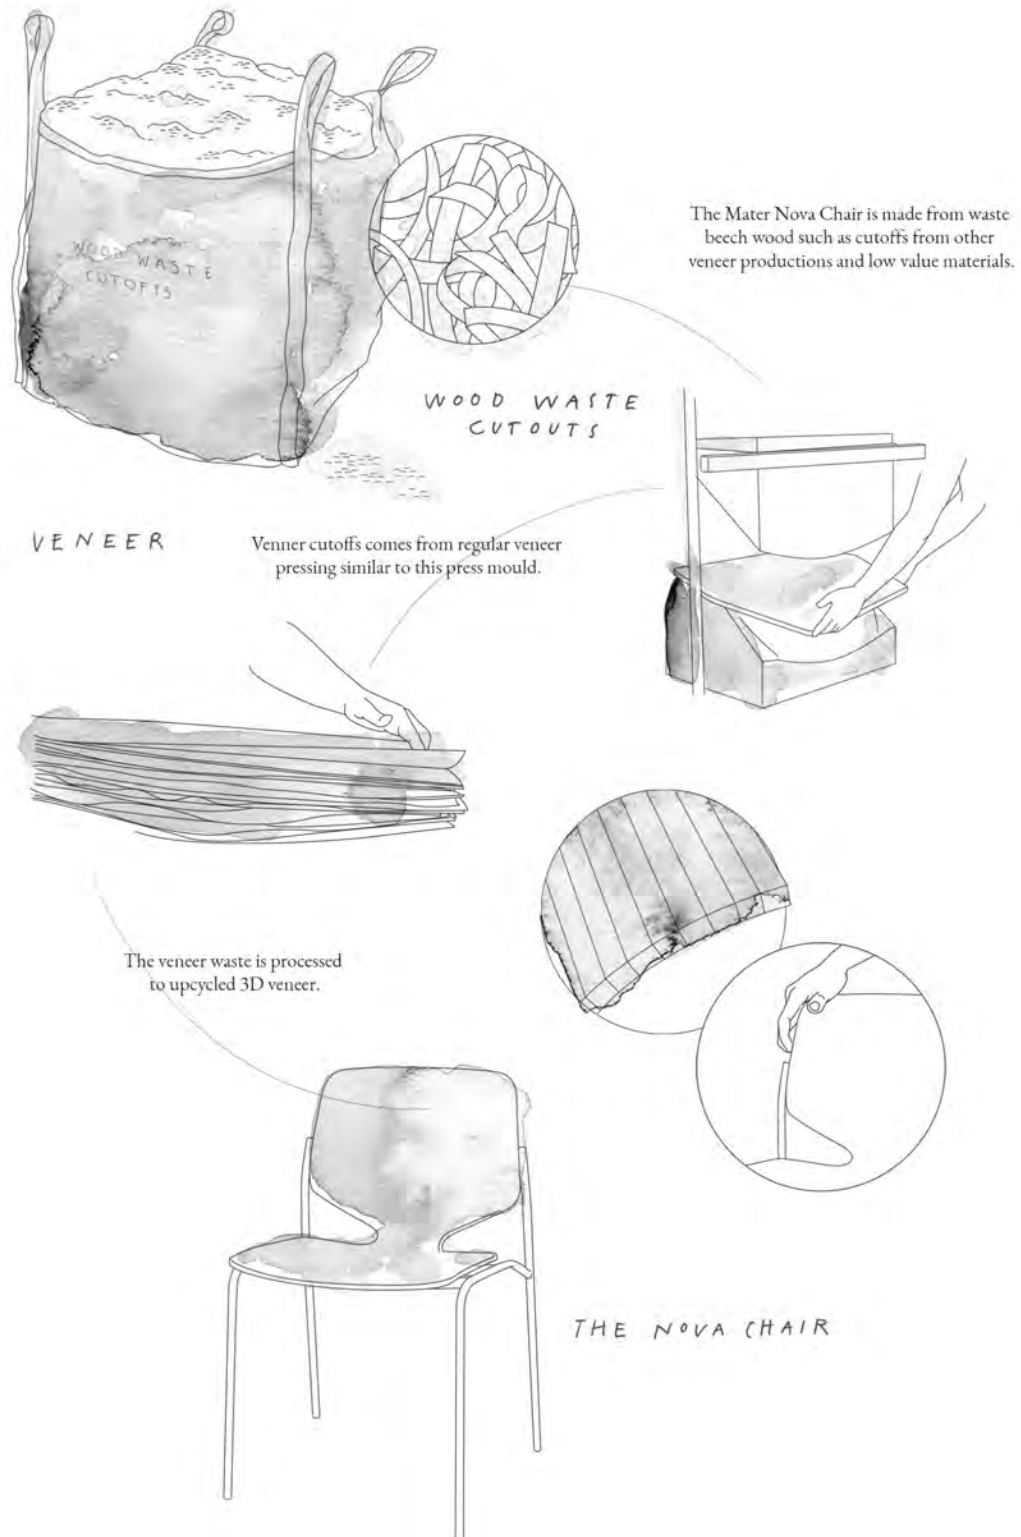 The Mater Nova Chair is made from waste
beech wood such as cutoffs from other
veneer productions and low value materials.
WOOD WASTE
CUTOFFS
WOOD WASTE
CUTOUTS
VENEER
Venner cutoffs comes from regular veneer
pressing similar to this press mould.
The veneer waste is processed
to upcycled 3D veneer.
THE NOVA CHAIR